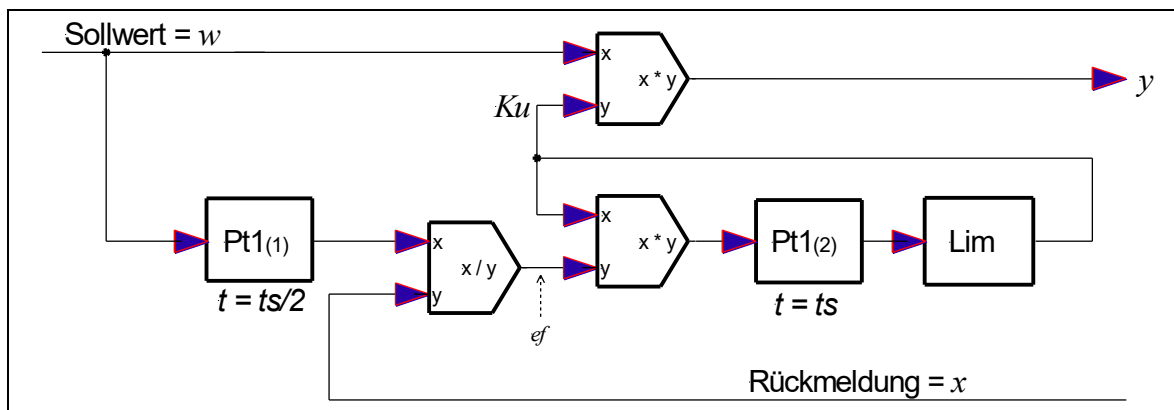 Sollwert = w
x
x * y
y
y
Ku
x
x * y
y
Pt1(1)
x
x / y
y
Pt1(2)
Lim
t = ts/2
t = ts
ef
Rückmeldung = x